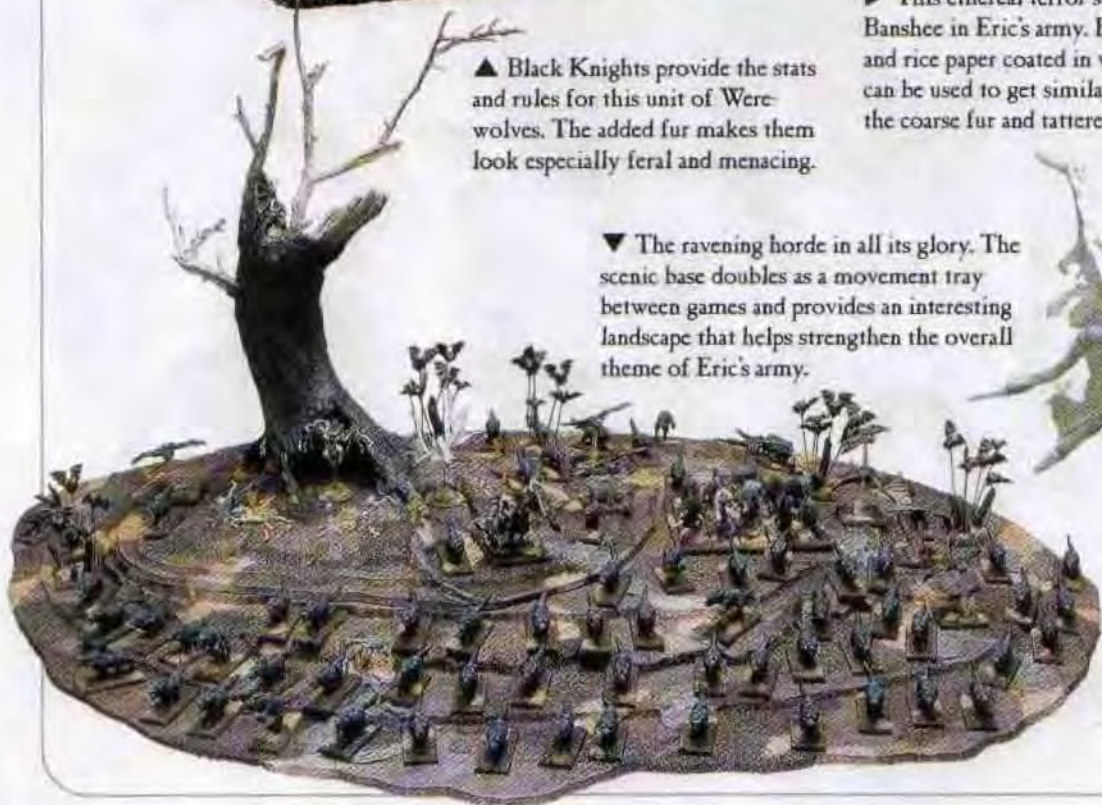 ▲ Black Knights provide the stats
and rules for this unit of Were-
wolves. The added fur makes them
look especially feral and menacing.
▶ This ethereal terror
Banshee in Eric's army.
and rice paper coated in
can be used to get
the coarse fur and
▼ The ravening horde in all its glory. The
scenic base doubles as a movement tray
between games and provides an interesting
landscape that helps strengthen the overall
theme of Eric's army.